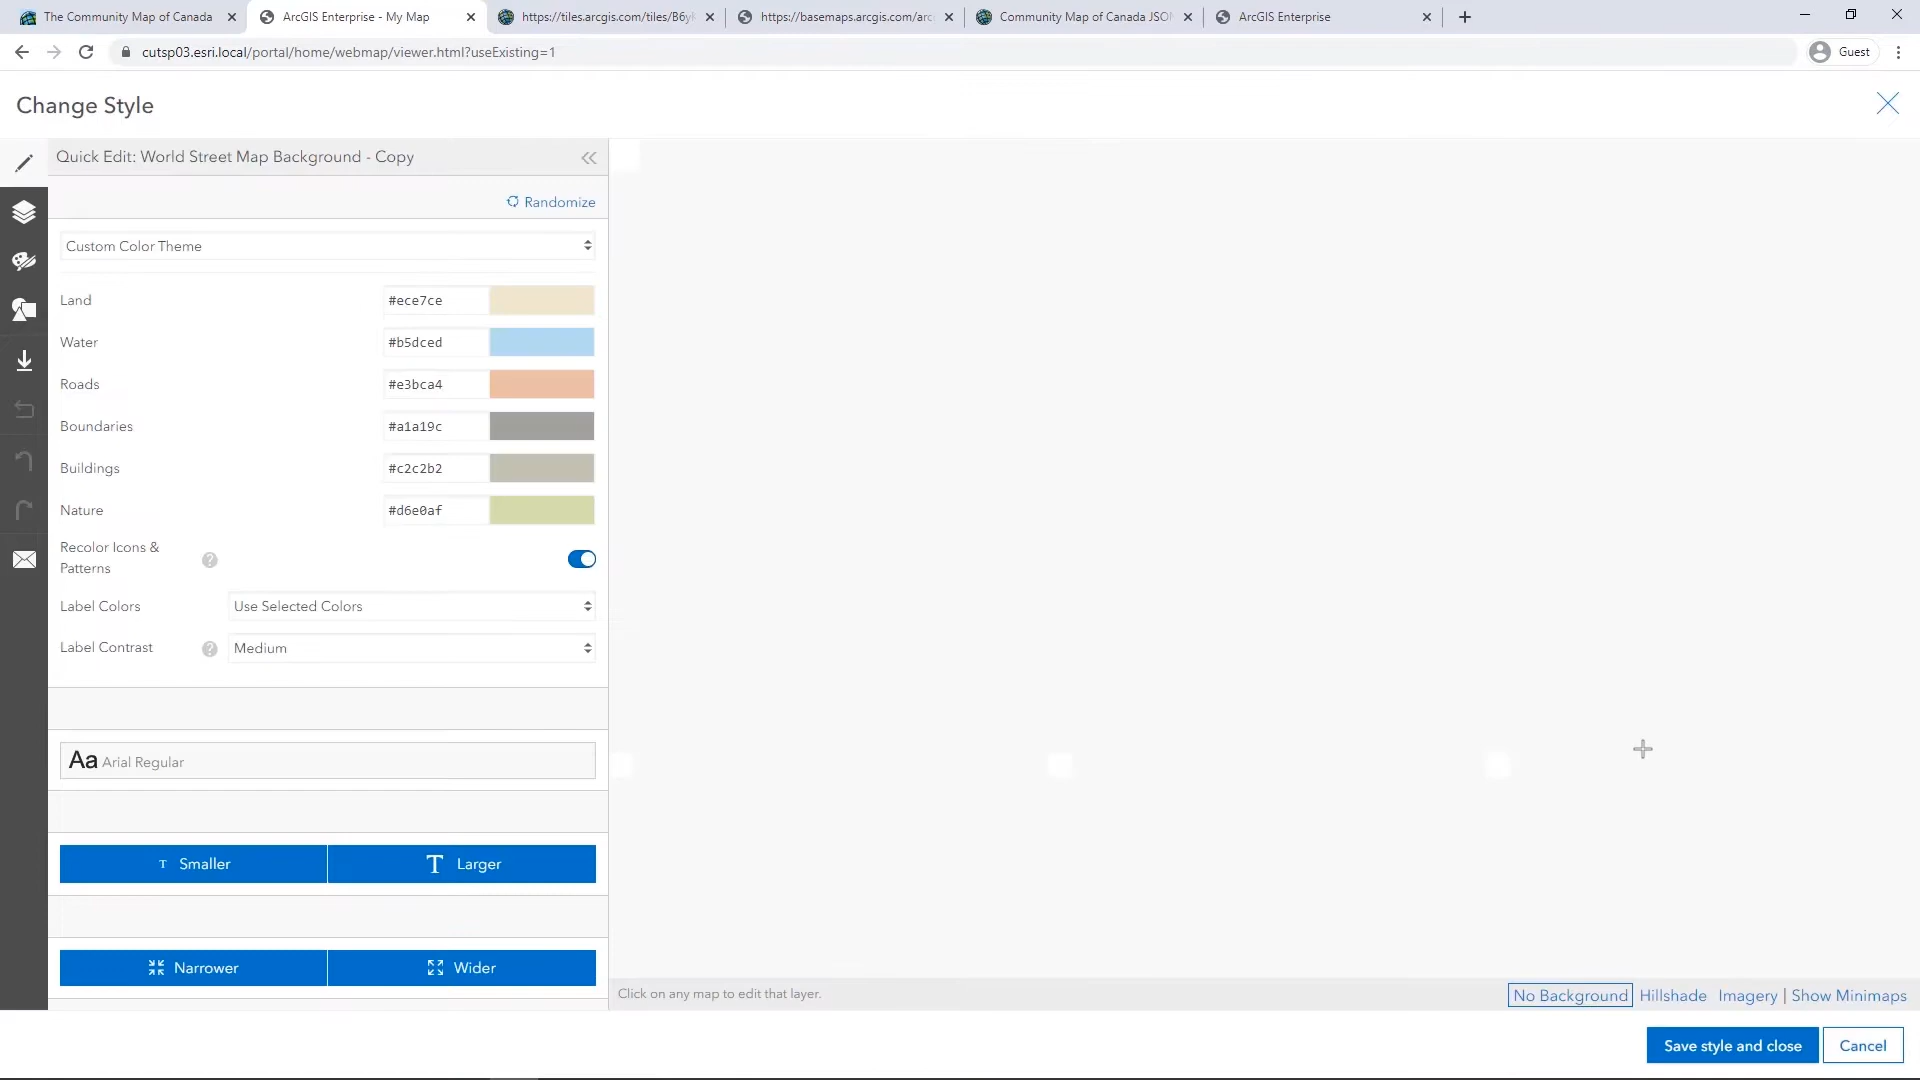 The Community Map of Canada
ArcGIS Enterprise - My Map
https://tiles.arcgis.com/tiles/B6yk
https://basemaps.arcgis.com/arc
Community Map of Canada JSON
ArcGIS Enterprise
cutsp03.esri.local/portal/home/webmap/viewer.html?useExisting=1
Guest
Change Style
Quick Edit: World Street Map Background - Copy
Randomize
Custom Color Theme
Land #ece7ce
Water #b5dced
Roads #e3bca4
Boundaries #a1a19c
Buildings #c2c2b2
Nature #d6e0af
Recolor Icons &
Patterns ?
Label Colors Use Selected Colors
Label Contrast ? Medium
Aa Arial Regular
T Smaller T Larger
Narrower Wider
Click on any map to edit that layer.
No Background Hillshade Imagery | Show Minimaps
Save style and close Cancel